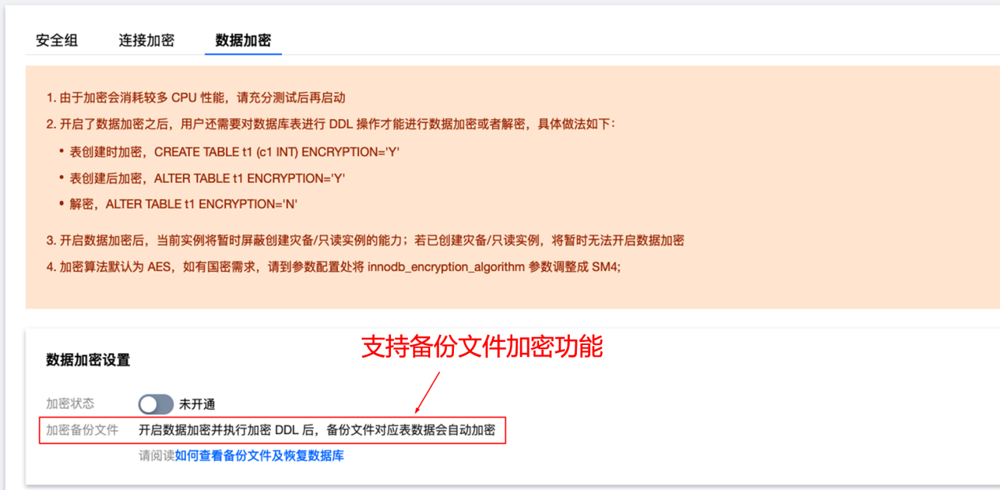 安全组 连接加密 数据加密
1. 由于加密会消耗较多 CPU 性能，请充分测试后再启动
2. 开启了数据加密之后，用户还需要对数据库表进行 DDL 操作才能进行数据加密或者解密，具体做法如下：
• 表创建时加密，CREATE TABLE t1 (c1 INT) ENCRYPTION='Y'
• 表创建后加密，ALTER TABLE t1 ENCRYPTION='Y'
• 解密，ALTER TABLE t1 ENCRYPTION='N'
3. 开启数据加密后，当前实例将暂时屏蔽创建灾备/只读实例的能力；若已创建灾备/只读实例，将暂时无法开启数据加密
4. 加密算法默认为 AES，如有国密需求，请到参数配置处将 innodb_encryption_algorithm 参数调整成 SM4;
支持备份文件加密功能
数据加密设置
加密状态 未开通
加密备份文件 开启数据加密并执行加密 DDL 后，备份文件对应表数据会自动加密
请阅读如何查看备份文件及恢复数据库